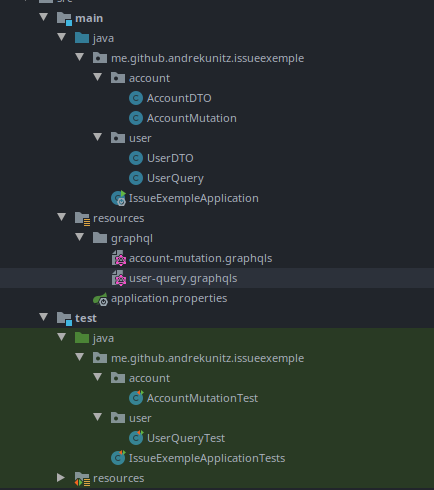 main
java
me.github.andrekunitz.issueexemple
account
AccountDTO
AccountMutation
user
UserDTO
UserQuery
IssueExempleApplication
resources
graphql
account-mutation.graphqls
user-query.graphqls
application.properties
test
java
me.github.andrekunitz.issueexemple
account
AccountMutationTest
user
UserQueryTest
IssueExempleApplicationTests
resources